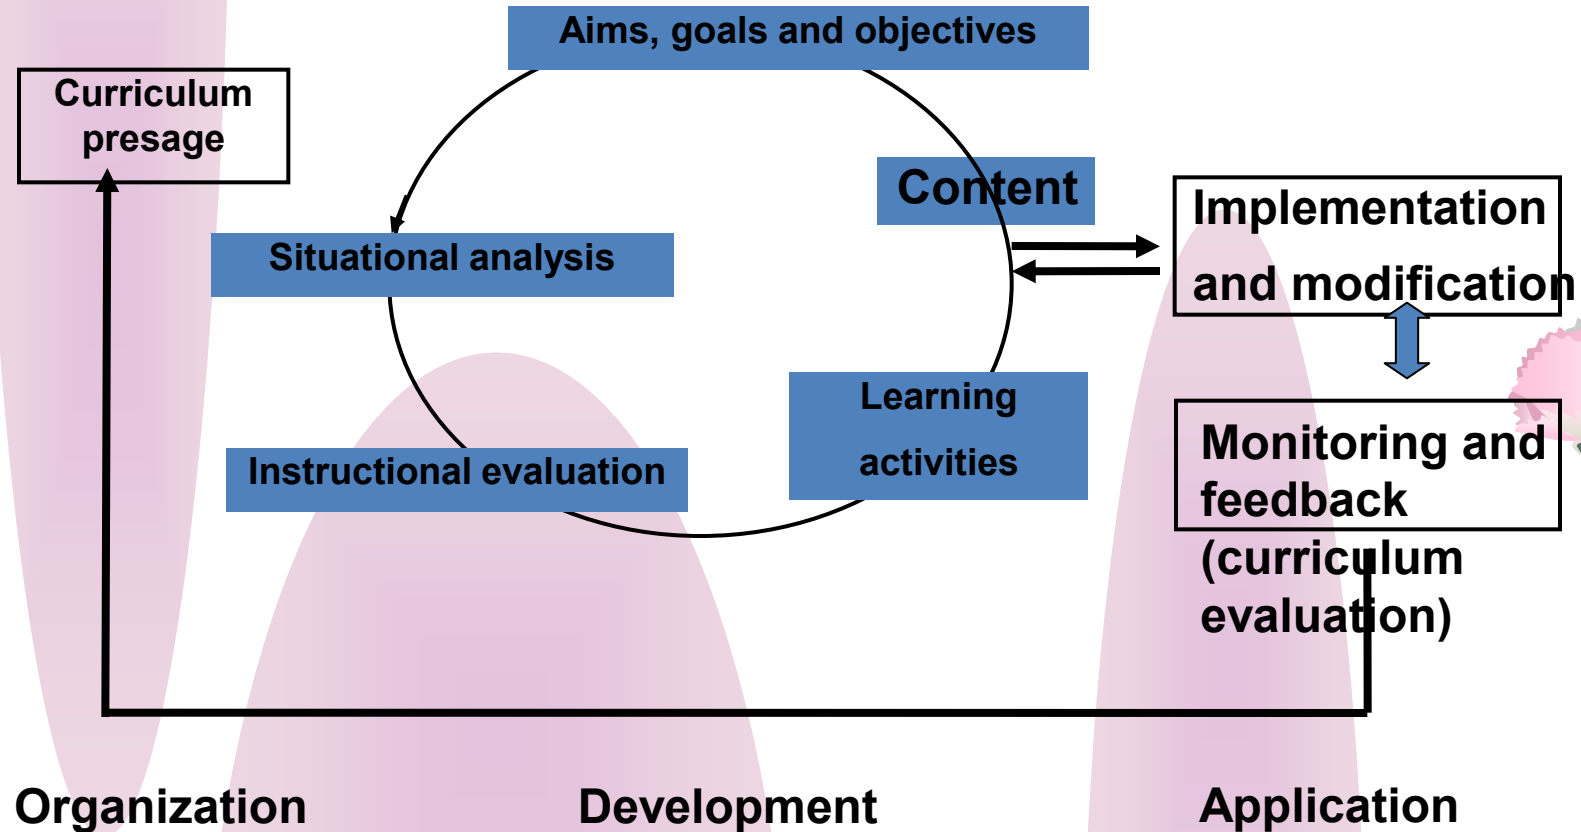 Aims, goals and objectives
Curriculum
presage
Content
Implementation
and modification
Situational analysis
Learning
activities
Instructional evaluation
Monitoring and
feedback
(curriculum
evaluation)
Organization
Development
Application